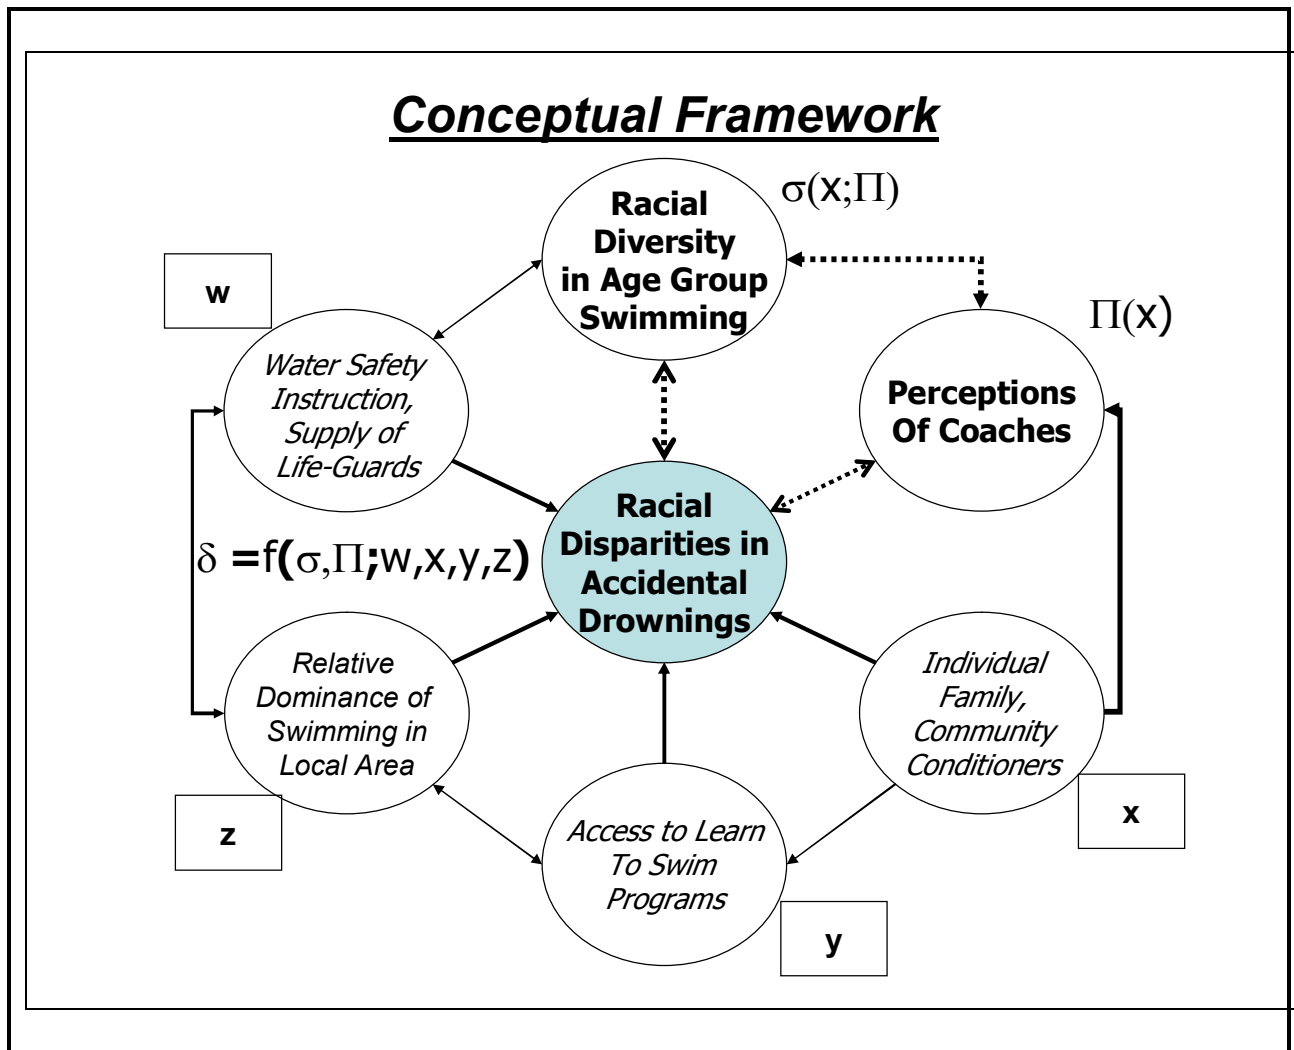 Conceptual Framework
Racial
Diversity
in Age Group
Swimming
σ(x;Π)
w
Water Safety
Instruction,
Supply of
Life-Guards
Π(x)
Perceptions
Of Coaches
Racial
Disparities in
Accidental
Drownings
δ =f(σ,Π;w,x,y,z)
Relative
Dominance of
Swimming in
Local Area
z
Individual
Family,
Community
Conditioners
x
Access to Learn
To Swim
Programs
y